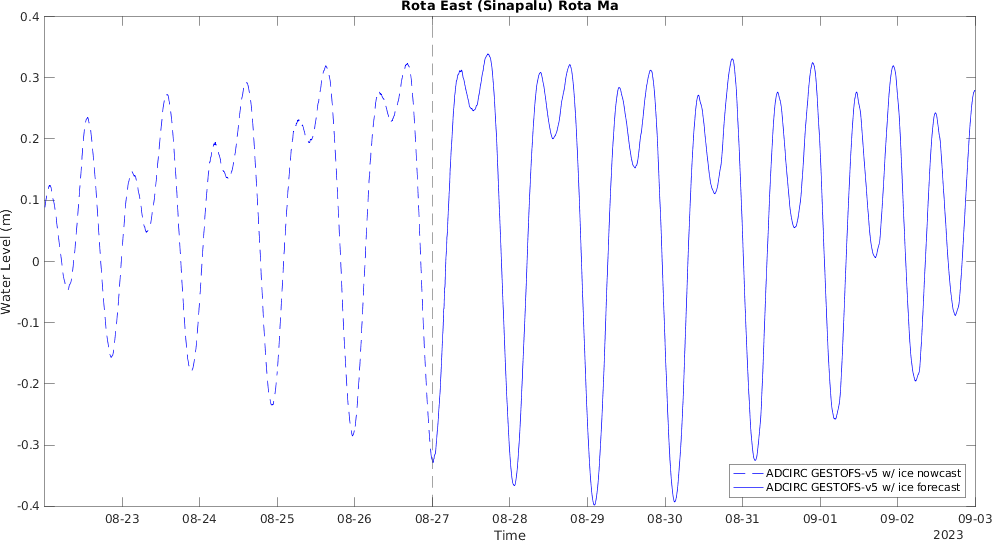 Rota East (Sinapalu) Rota Ma
0.4
0.3
0.2
0.1
0
-0.1
-0.2
-0.3
-0.4
Water Level (m)
ADCIRC GESTOFS-v5 w/ ice nowcast
ADCIRC GESTOFS-v5 w/ ice forecast
08-23 08-24 08-25 08-26 08-27 08-28 08-29 08-30 08-31 09-01 09-02 09-03
Time
2023